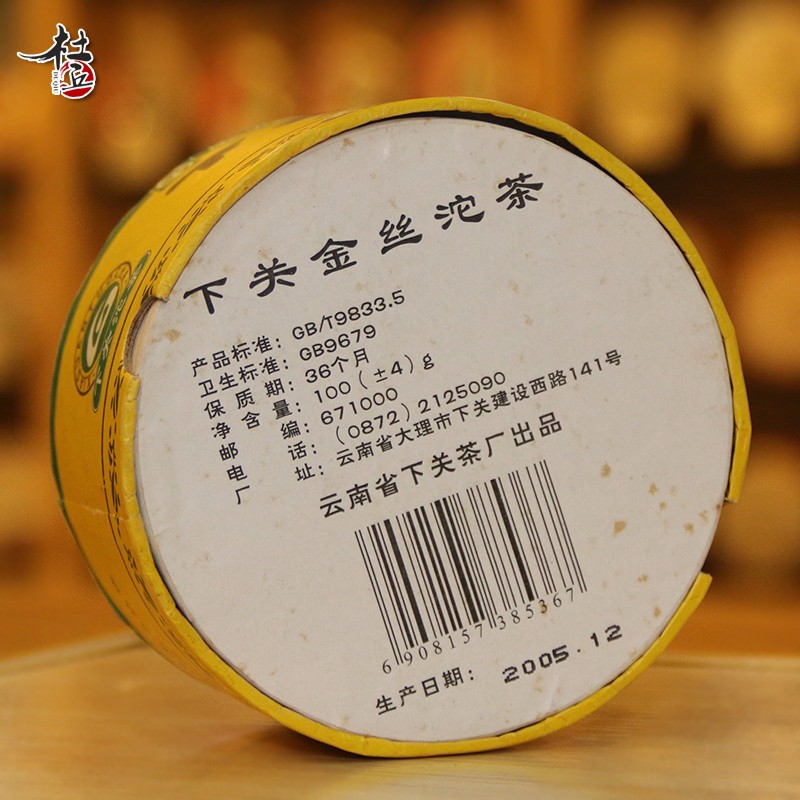 杜臣
下关金丝沱茶
产品标准：GB/T9833.5
卫生标准：GB9679
保质期：36个月
净含量：100(±4)g
邮编：671000
电话：(0872)2125090
厂址：云南省大理市下关建设西路141号
云南省下关茶厂出品
6908157385367
生产日期：2005.12